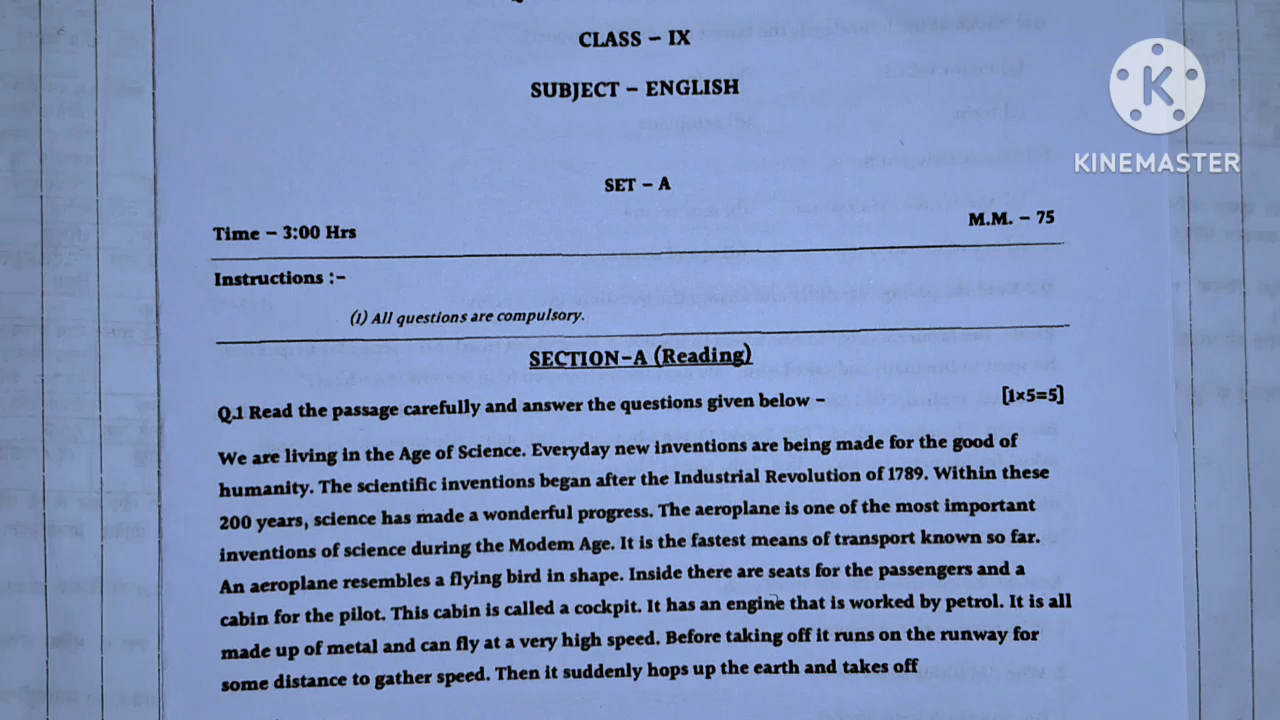 CLASS – IX
SUBJECT – ENGLISH
KINEMASTER
SET – A
Time – 3:00 Hrs
M.M. – 75
Instructions :-
(I) All questions are compulsory.
SECTION-A (Reading)
Q.1 Read the passage carefully and answer the questions given below – [1×5=5]
We are living in the Age of Science. Everyday new inventions are being made for the good of
humanity. The scientific inventions began after the Industrial Revolution of 1789. Within these
200 years, science has made a wonderful progress. The aeroplane is one of the most important
inventions of science during the Modem Age. It is the fastest means of transport known so far.
An aeroplane resembles a flying bird in shape. Inside there are seats for the passengers and a
cabin for the pilot. This cabin is called a cockpit. It has an engine that is worked by petrol. It is all
made up of metal and can fly at a very high speed. Before taking off it runs on the runway for
some distance to gather speed. Then it suddenly hops up the earth and takes off